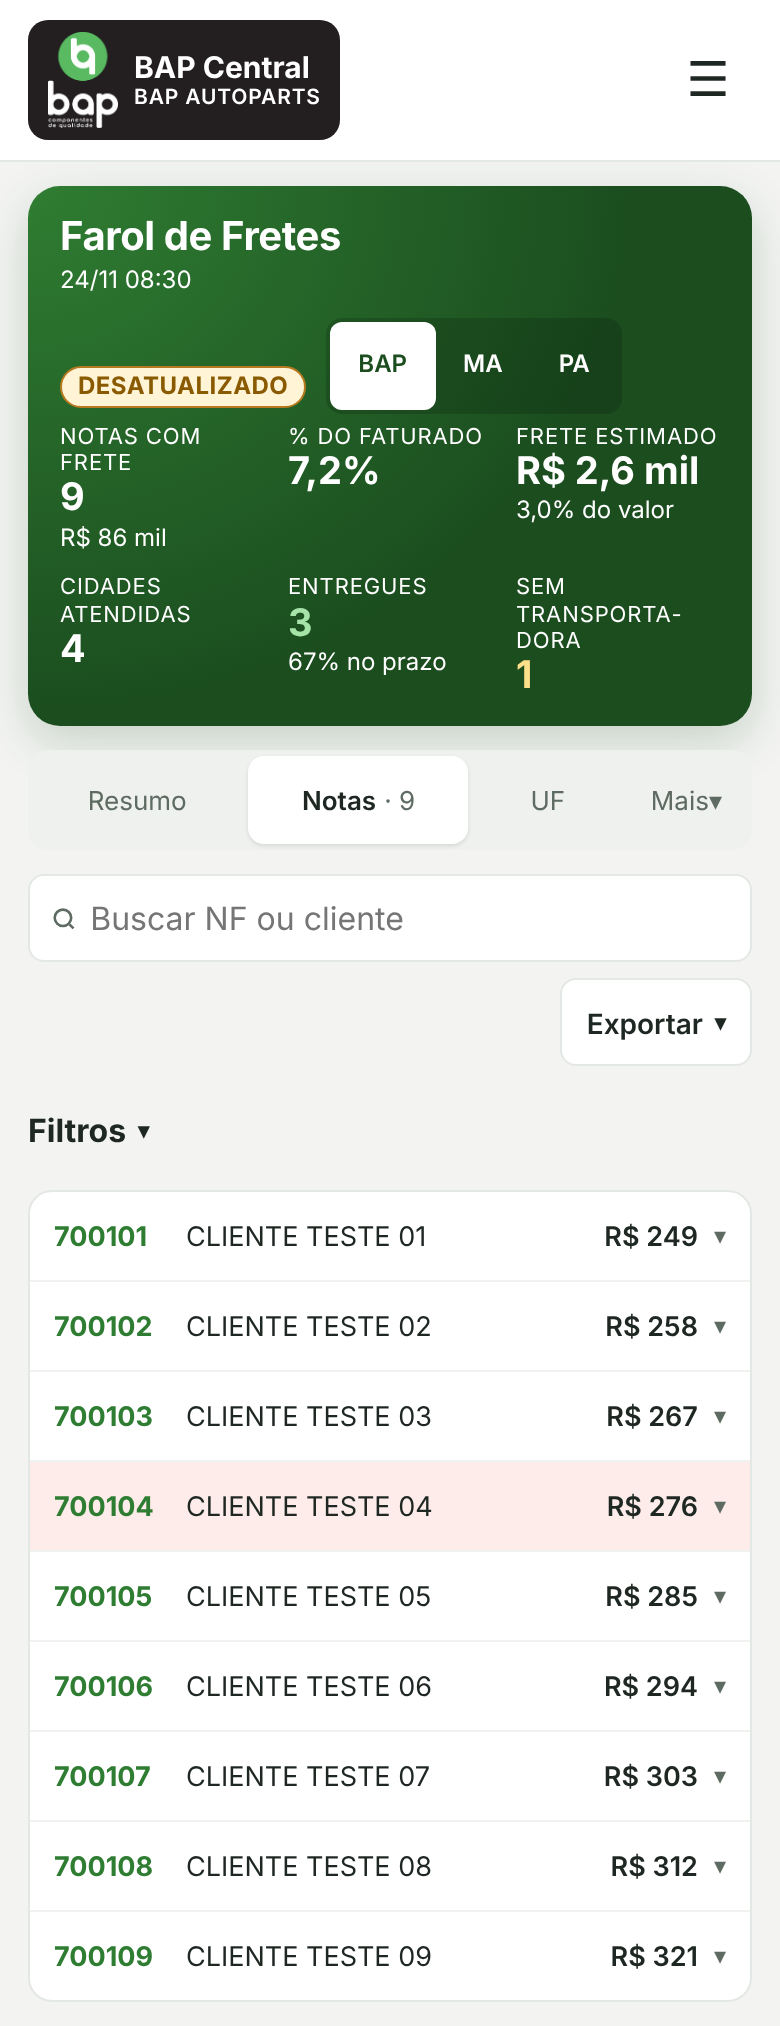 bap
componentes
de qualidade
BAP Central
BAP AUTOPARTS
☰
Farol de Fretes
24/11 08:30
DESATUALIZADO
BAP MA PA
NOTAS COM
FRETE
9
R$ 86 mil
% DO FATURADO
7,2%
FRETE ESTIMADO
R$ 2,6 mil
3,0% do valor
CIDADES
ATENDIDAS
4
ENTREGUES
3
67% no prazo
SEM
TRANSPORTA-
DORA
1
Resumo Notas · 9 UF Mais▾
Buscar NF ou cliente
Exportar ▾
Filtros ▾
700101 CLIENTE TESTE 01 R$ 249 ▾
700102 CLIENTE TESTE 02 R$ 258 ▾
700103 CLIENTE TESTE 03 R$ 267 ▾
700104 CLIENTE TESTE 04 R$ 276 ▾
700105 CLIENTE TESTE 05 R$ 285 ▾
700106 CLIENTE TESTE 06 R$ 294 ▾
700107 CLIENTE TESTE 07 R$ 303 ▾
700108 CLIENTE TESTE 08 R$ 312 ▾
700109 CLIENTE TESTE 09 R$ 321 ▾